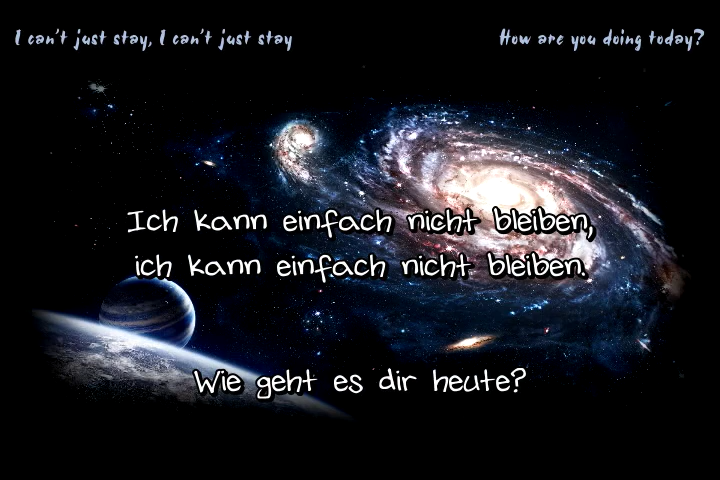 I can't just stay, I can't just stay
How are you doing today?
Ich kann einfach nicht bleiben,
ich kann einfach nicht bleiben.
Wie geht es dir heute?